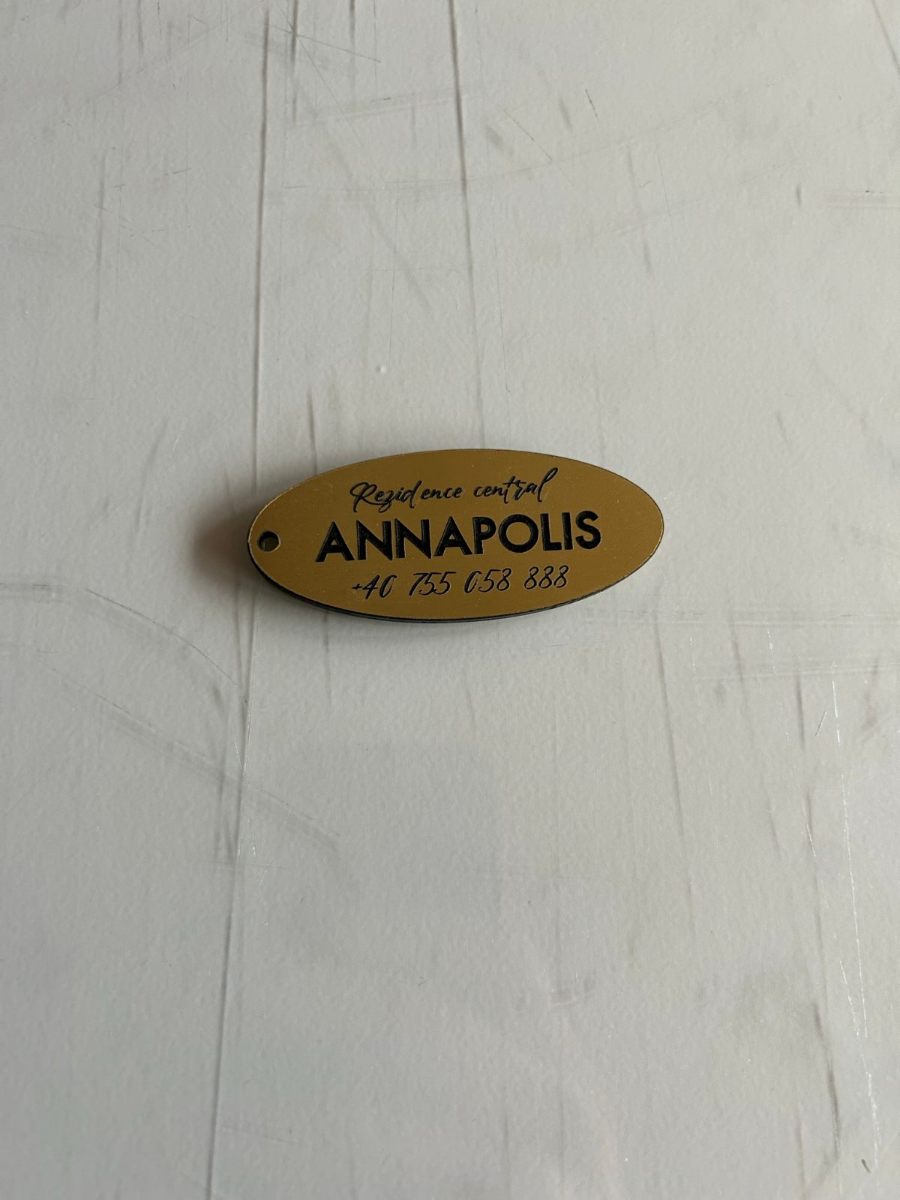 Rezidence central
ANNAPOLIS
+40 755 058 888